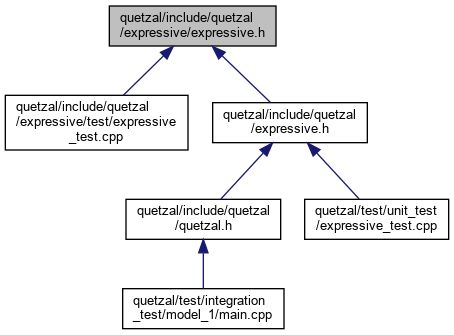 quetzal/include/quetzal
/expressive/expressive.h
quetzal/include/quetzal
/expressive/test/expressive
_test.cpp
quetzal/include/quetzal
/expressive.h
quetzal/include/quetzal
/quetzal.h
quetzal/test/unit_test
/expressive_test.cpp
quetzal/test/integration
_test/model_1/main.cpp